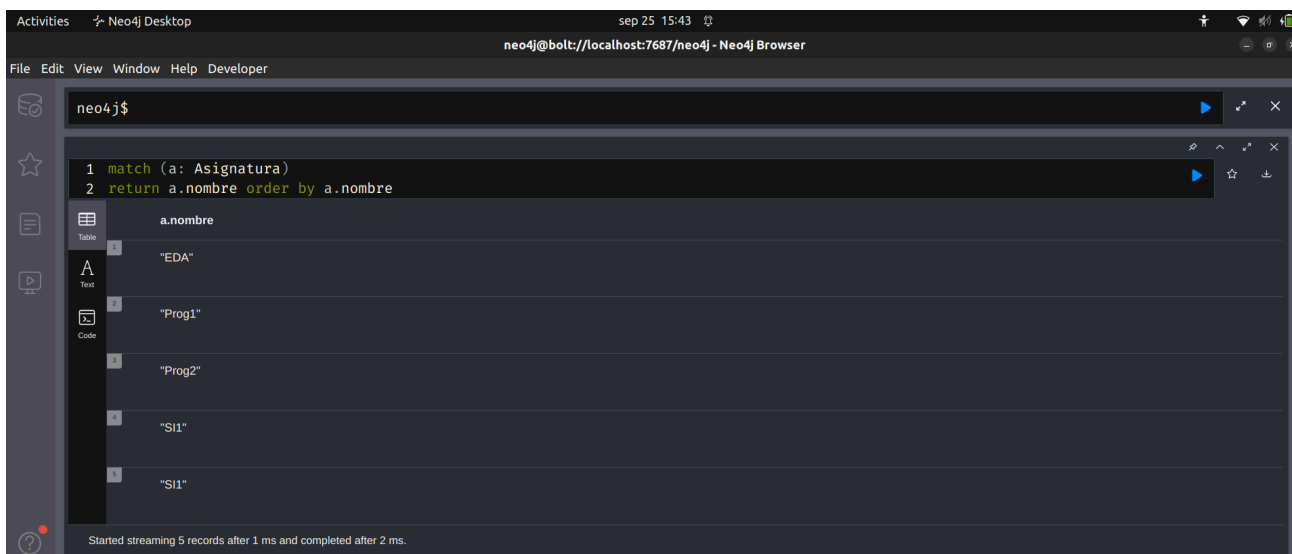 Activities Neo4j Desktop sep 25 15:43
neo4j@bolt://localhost:7687/neo4j - Neo4j Browser
File Edit View Window Help Developer
neo4j$
1 match (a: Asignatura)
2 return a.nombre order by a.nombre
Table
a.nombre
1
"EDA"
A
Text
2
"Prog1"
Code
3
"Prog2"
4
"SI1"
5
"SI1"
Started streaming 5 records after 1 ms and completed after 2 ms.